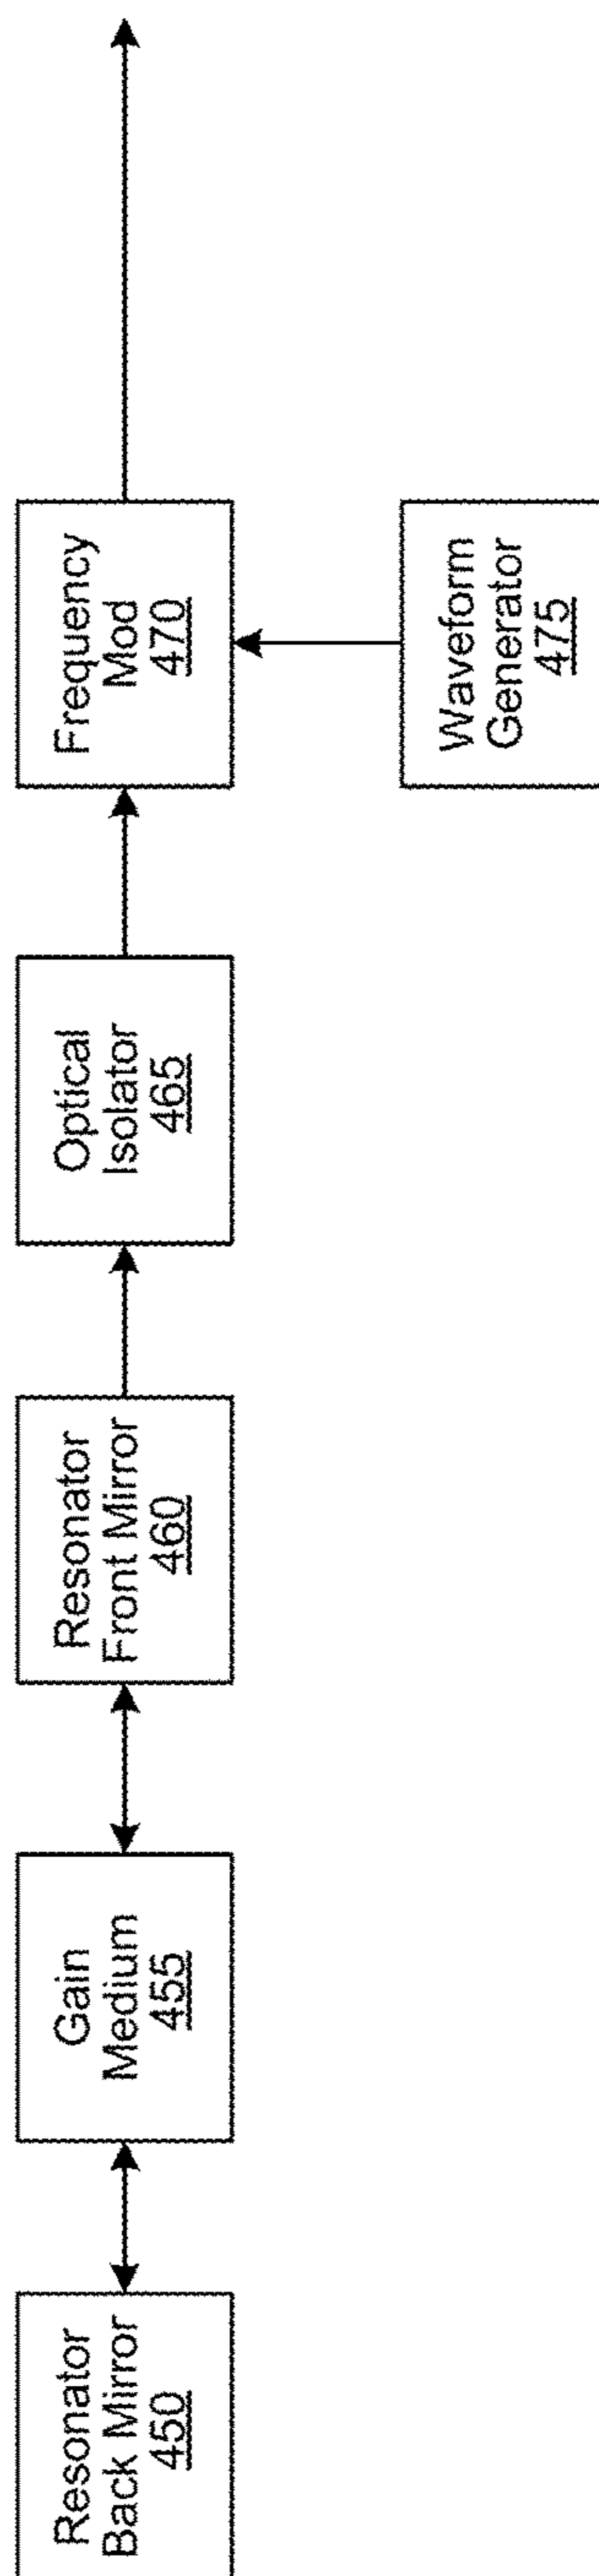 Resonator
Back Mirror
450
Gain
Medium
455
Resonator
Front Mirror
460
Optical
Isolator
465
Frequency
Mod
470
Waveform
Generator
475